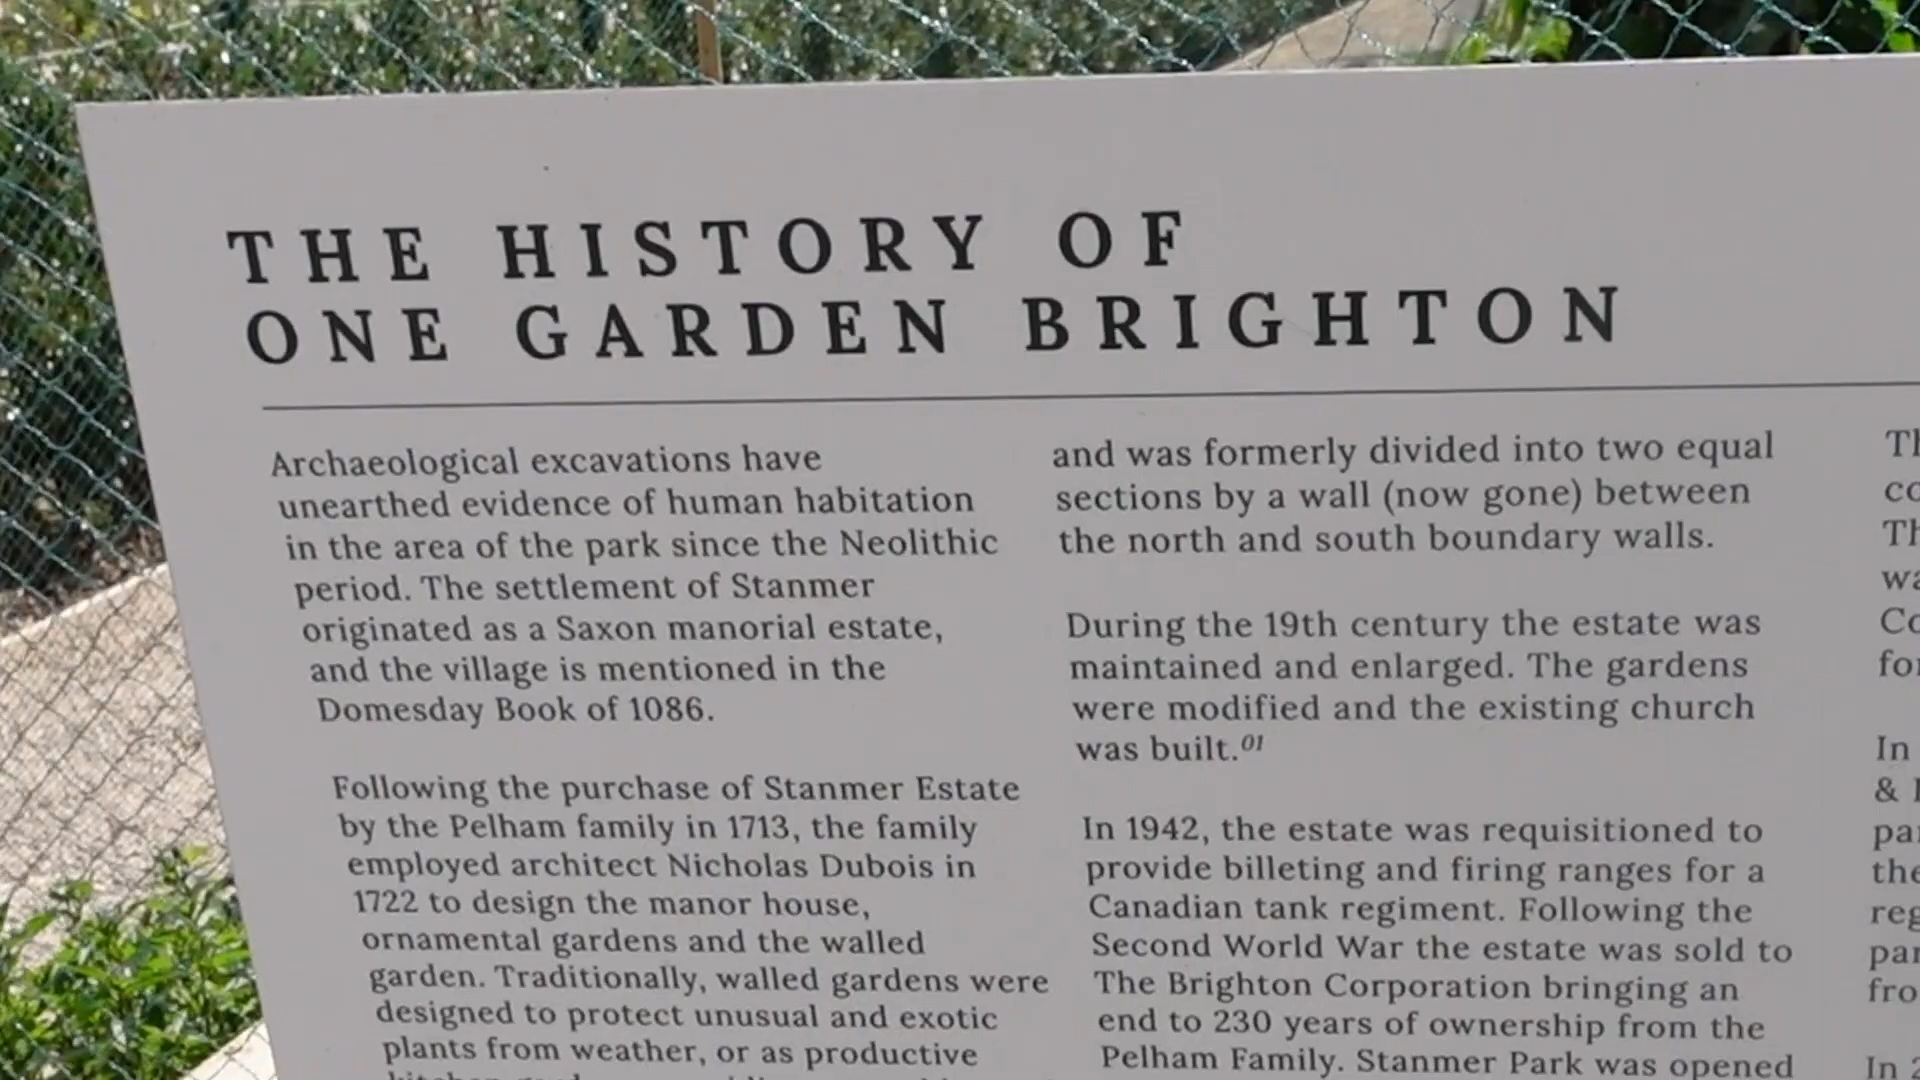 THE HISTORY OF
ONE GARDEN BRIGHTON
Archaeological excavations have
unearthed evidence of human habitation
in the area of the park since the Neolithic
period. The settlement of Stanmer
originated as a Saxon manorial estate,
and the village is mentioned in the
Domesday Book of 1086.
Following the purchase of Stanmer Estate
by the Pelham family in 1713, the family
employed architect Nicholas Dubois in
1722 to design the manor house,
ornamental gardens and the walled
garden. Traditionally, walled gardens were
designed to protect unusual and exotic
plants from weather, or as productive
and was formerly divided into two equal
sections by a wall (now gone) between
the north and south boundary walls.
During the 19th century the estate was
maintained and enlarged. The gardens
were modified and the existing church
was built.01
In 1942, the estate was requisitioned to
provide billeting and firing ranges for a
Canadian tank regiment. Following the
Second World War the estate was sold to
The Brighton Corporation bringing an
end to 230 years of ownership from the
Pelham Family. Stanmer Park was opened
In
&
In